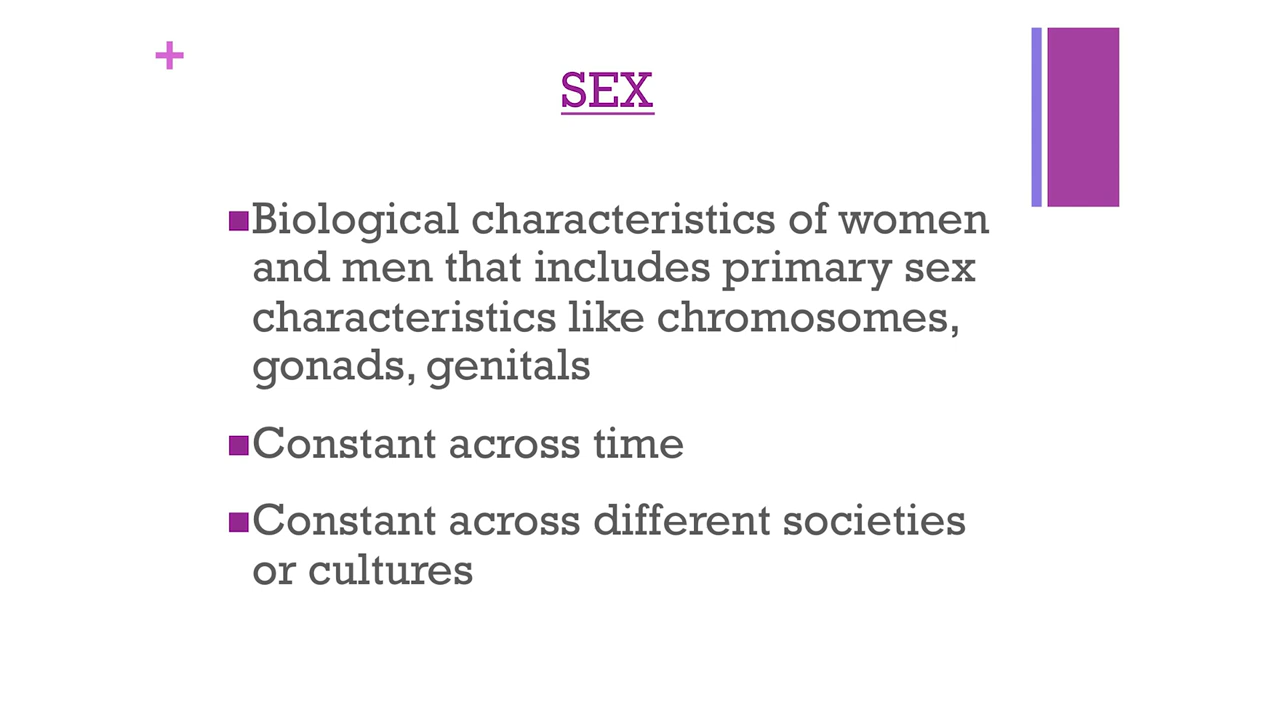 +
SEX
■Biological characteristics of women
and men that includes primary sex
characteristics like chromosomes,
gonads, genitals
■Constant across time
■Constant across different societies
or cultures